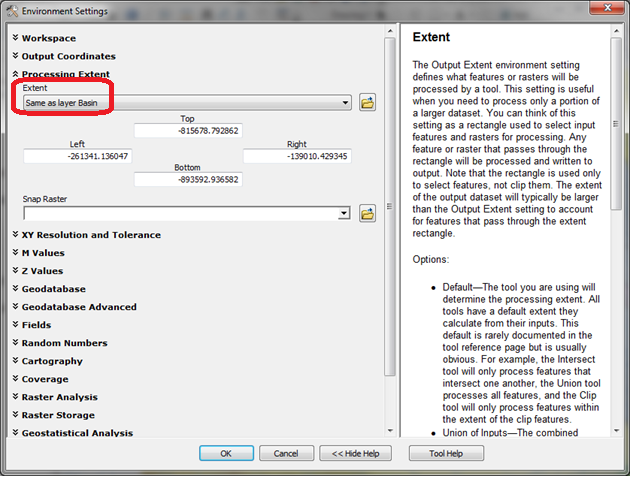 Environment Settings
Workspace
Output Coordinates
Processing Extent
Extent
Same as layer Basin
Top
-815678.792862
Left
Right
-261341.136047
-139010.429345
Bottom
-893592.936582
Snap Raster
XY Resolution and Tolerance
M Values
Z Values
Geodatabase
Geodatabase Advanced
Fields
Random Numbers
Cartography
Coverage
Raster Analysis
Raster Storage
Geostatistical Analysis
Extent
The Output Extent environment setting
defines what features or rasters will be
processed by a tool. This setting is useful
when you need to process only a portion of
a larger dataset. You can think of this
setting as a rectangle used to select input
features and rasters for processing. Any
feature or raster that passes through the
rectangle will be processed and written to
output. Note that the rectangle is used only
to select features, not clip them. The extent
of the output dataset will typically be larger
than the Output Extent setting to account
for features that pass through the extent
rectangle.
Options:
• Default—The tool you are using will
determine the processing extent. All
tools have a default extent they
calculate from their inputs. This
default is rarely documented in the
tool reference page but is usually
obvious. For example, the Intersect
tool will only process features that
intersect one another, the Union tool
processes all features, and the Clip
tool will only process features within
the extent of the clip features.
• Union of Inputs—The combined
OK
Cancel
<< Hide Help
Tool Help